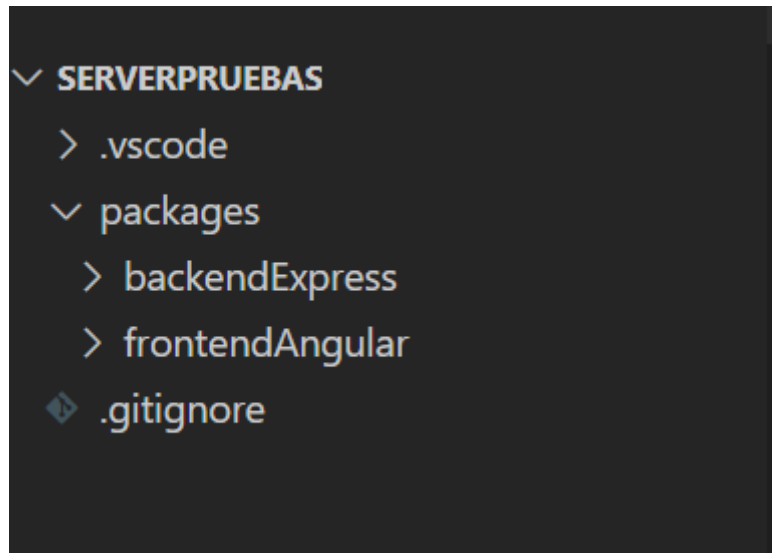 SERVERPRUEBAS
.vscode
packages
backendExpress
frontendAngular
.gitignore